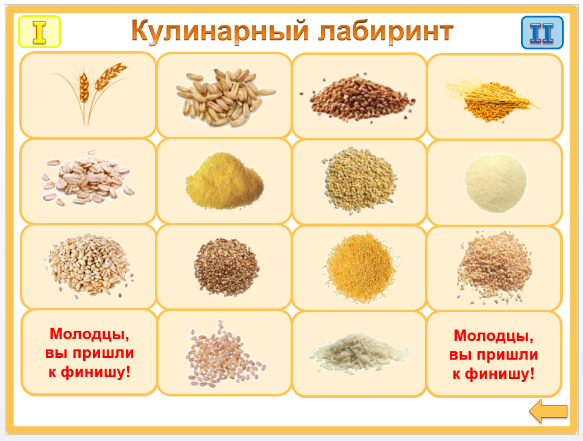 I
Кулинарный лабиринт
II
Молодцы,
вы пришли
к финишу!
Молодцы,
вы пришли
к финишу!